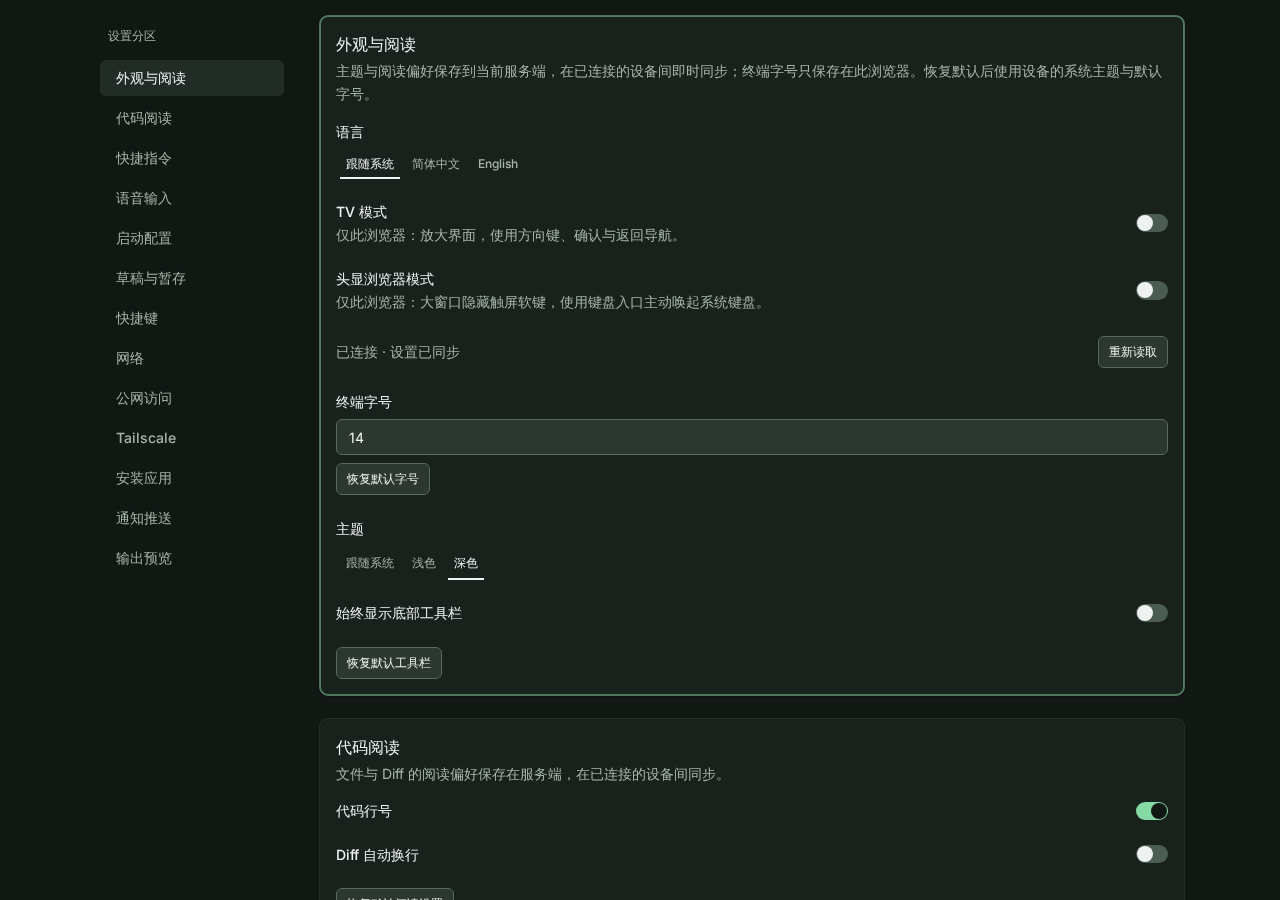 设置分区
外观与阅读
代码阅读
快捷指令
语音输入
启动配置
草稿与暂存
快捷键
网络
公网访问
Tailscale
安装应用
通知推送
输出预览
外观与阅读
主题与阅读偏好保存到当前服务端，在已连接的设备间即时同步；终端字号只保存在此浏览器。恢复默认后使用设备的系统主题与默认
字号。
语言
跟随系统 简体中文 English
TV 模式
仅此浏览器：放大界面，使用方向键、确认与返回导航。
头显浏览器模式
仅此浏览器：大窗口隐藏触屏软键，使用键盘入口主动唤起系统键盘。
已连接 · 设置已同步 重新读取
终端字号
14
恢复默认字号
主题
跟随系统 浅色 深色
始终显示底部工具栏
恢复默认工具栏
代码阅读
文件与 Diff 的阅读偏好保存在服务端，在已连接的设备间同步。
代码行号
Diff 自动换行